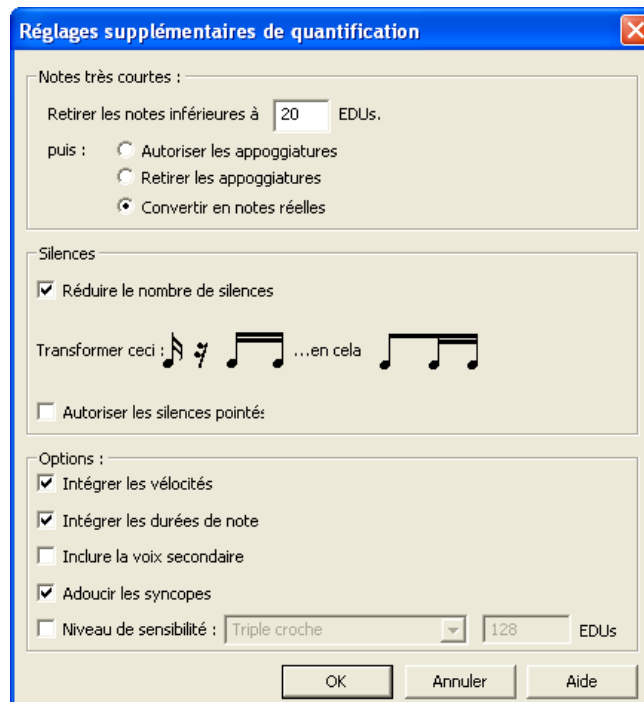 Réglages supplémentaires de quantification
Notes très courtes :
Retirer les notes inférieures à 20 EDUs.
puis : Autoriser les appoggiatures
Retirer les appoggiatures
Convertir en notes réelles
Silences
Réduire le nombre de silences
Transformer ceci : ...en cela
Autoriser les silences pointés
Options :
Intégrer les vélocités
Intégrer les durées de note
Inclure la voix secondaire
Adoucir les syncopes
Niveau de sensibilité : Triple croche 128 EDUs
OK Annuler Aide